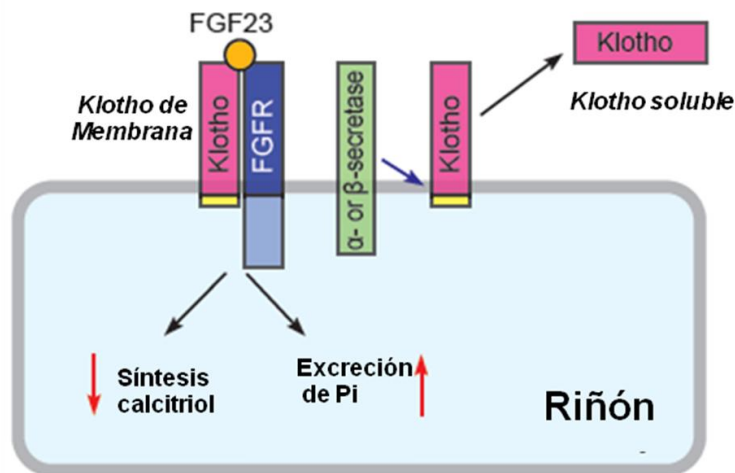 FGF23
Klotho
Klotho de
Membrana
Klotho
FGFR
α- or β-secretase
Klotho
Klotho soluble
Síntesis
calcitriol
Excreción
de Pi
Riñón